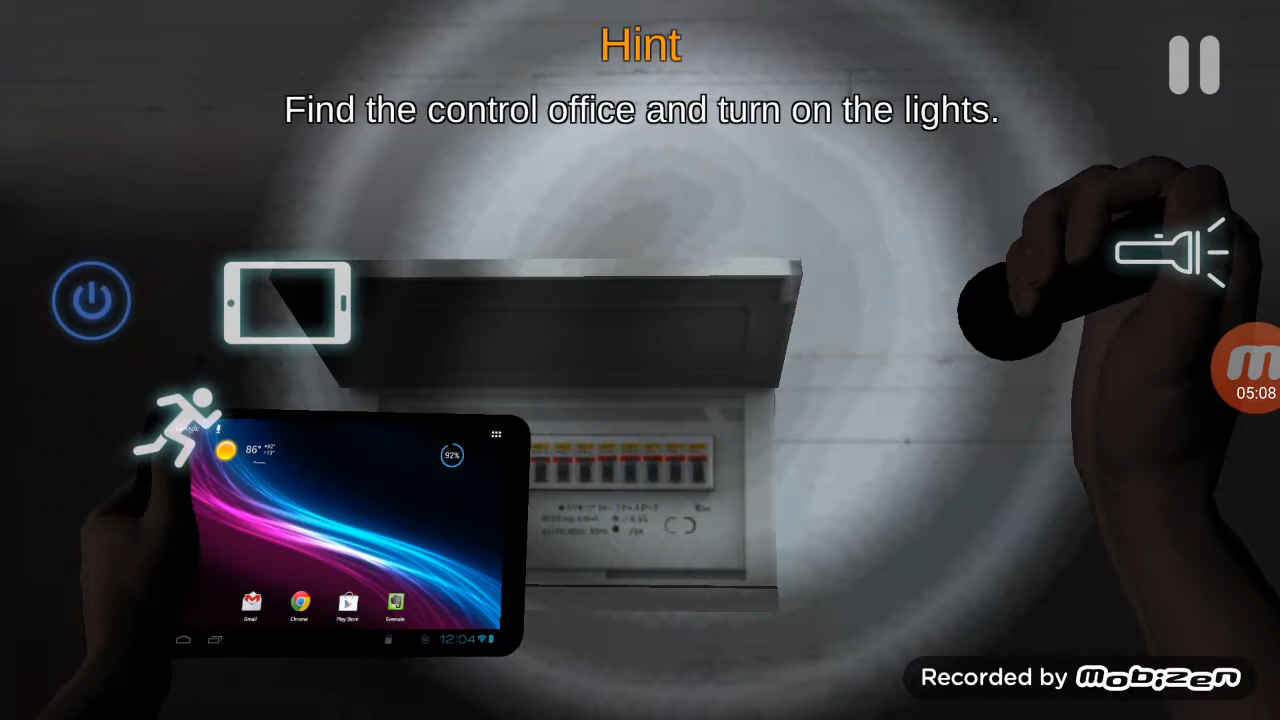 Hint
Find the control office and turn on the lights.
Google
86°
92%
Gmail
Chrome
Play Store
Evernote
12:04
05:08
Recorded by mobizen